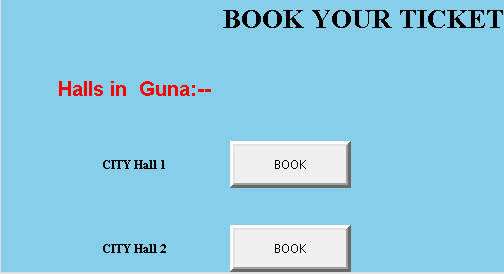 BOOK YOUR TICKET
Halls in  Guna:--
CITY Hall 1
BOOK
CITY Hall 2
BOOK